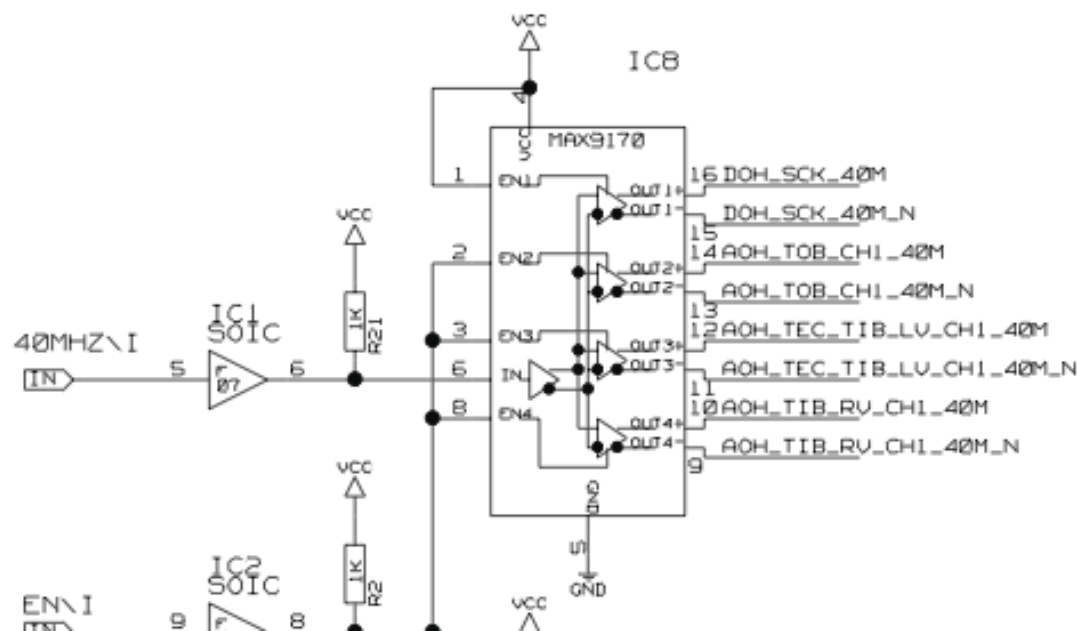 VCC
IC8
4
VCC
MAX9170
1
EN1
OUT1+
16
DOH_SCK_40M
OUT1-
DOH_SCK_40M_N
15
VCC
2
EN2
OUT2+
14
AOH_TOB_CH1_40M
OUT2-
AOH_TOB_CH1_40M_N
13
IC1
SOIC
1K
R21
3
EN3
OUT3+
12
AOH_TEC_TIB_LV_CH1_40M
40MHZ\I
IN
5
F
07
6
6
IN
OUT3-
AOH_TEC_TIB_LV_CH1_40M_N
11
8
EN4
OUT4+
10
AOH_TIB_RV_CH1_40M
OUT4-
AOH_TIB_RV_CH1_40M_N
9
VCC
GND
5
GND
IC2
SOIC
1K
R2
VCC
EN\I
IN
9
F
8